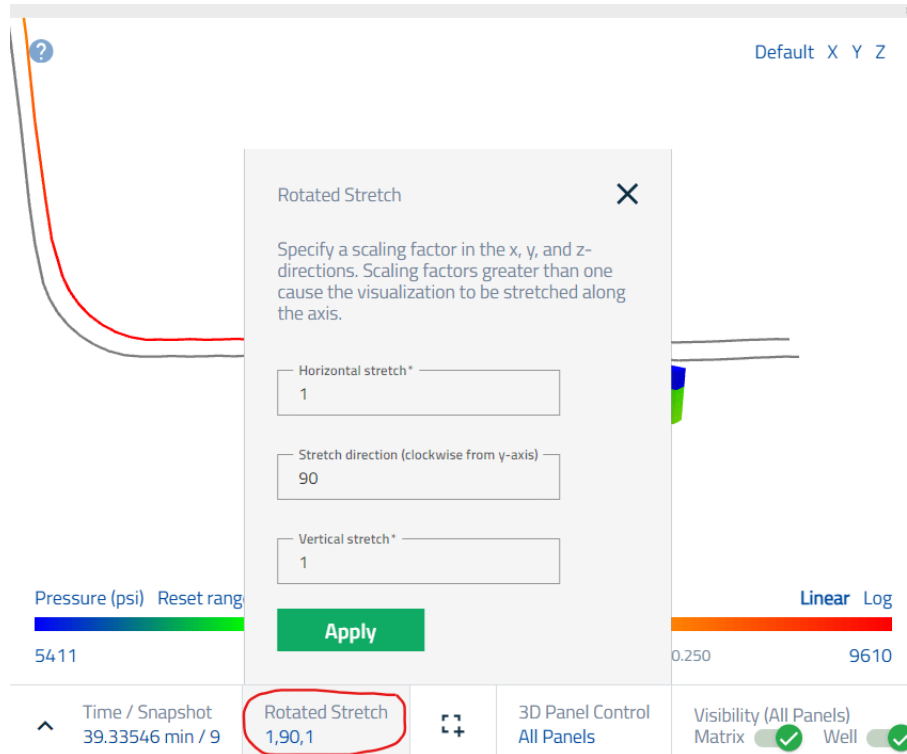 ?
Default X Y Z
Rotated Stretch
Specify a scaling factor in the x, y, and z-
directions. Scaling factors greater than one
cause the visualization to be stretched along
the axis.
Horizontal stretch*
1
Stretch direction (clockwise from y-axis)
90
Vertical stretch*
1
Apply
Pressure (psi) Reset rang
Linear Log
5411
0.250
9610
Time / Snapshot
39.33546 min / 9
Rotated Stretch
1,90,1
3D Panel Control
All Panels
Visibility (All Panels)
Matrix
Well